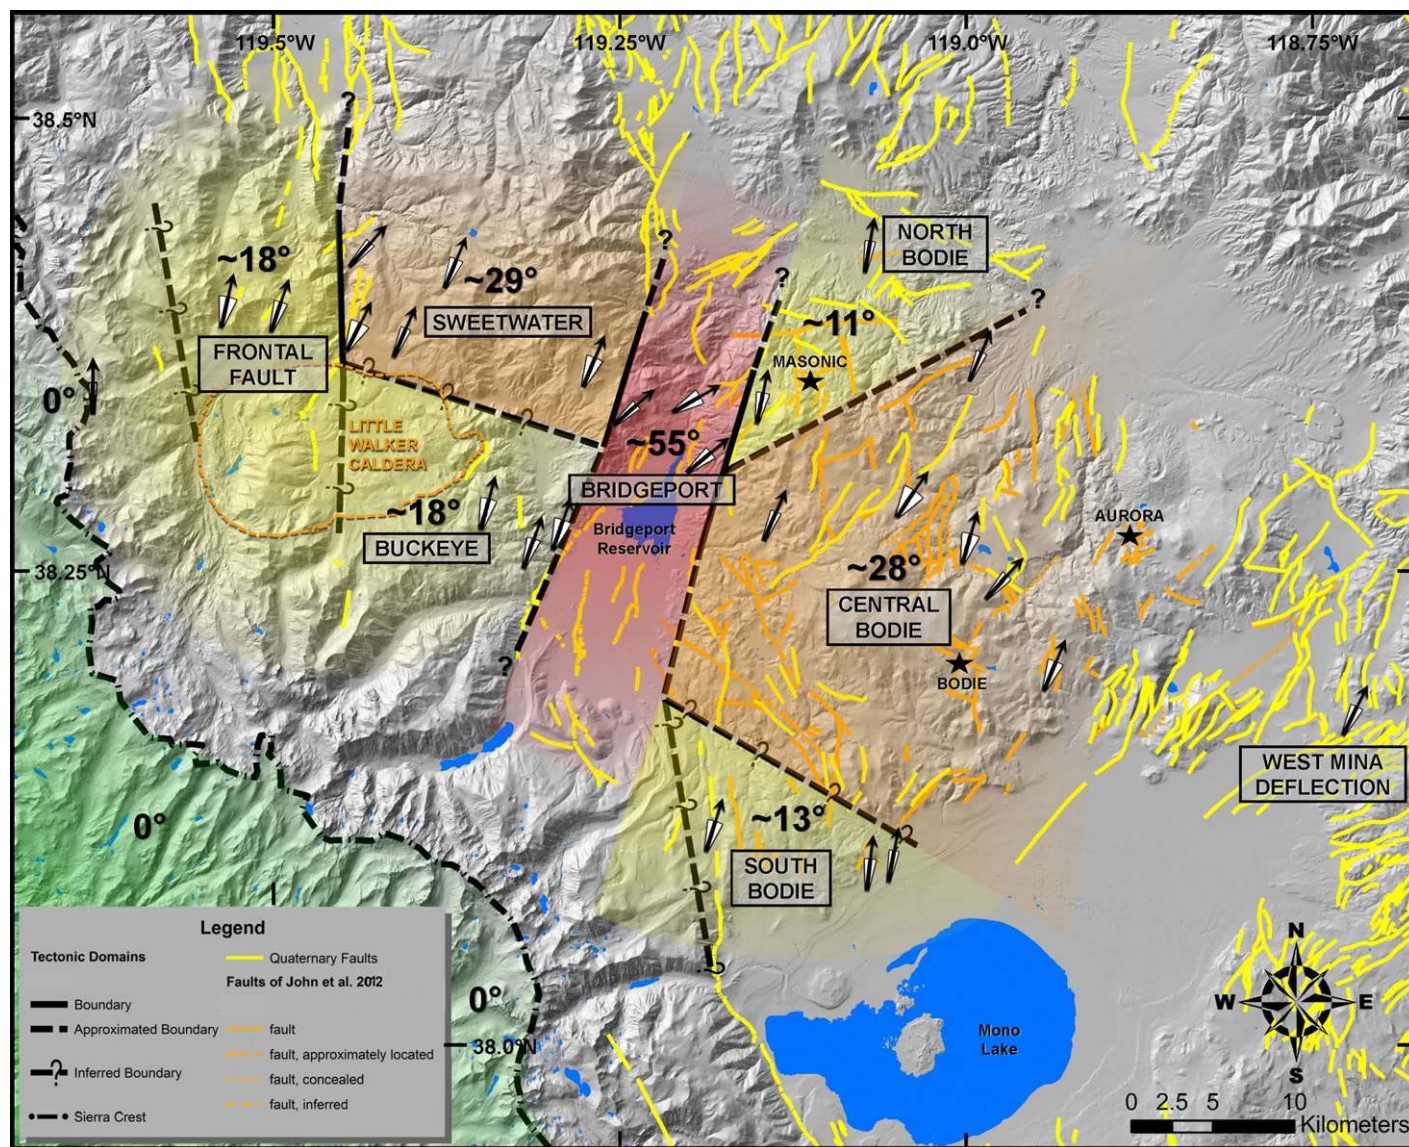 119.5°W
119.25°W
119.0°W
118.75°W
38.5°N
?
?
?
?
NORTH
BODIE
~18°
~29°
SWEETWATER
~11°
MASONIC
FRONTAL
FAULT
0°
LITTLE
WALKER
CALDERA
~55°
BRIDGEPORT
~18°
BUCKEYE
Bridgeport
Reservoir
AURORA
38.25°N
~28°
CENTRAL
BODIE
BODIE
?
WEST MINA
DEFLECTION
0°
~13°
SOUTH
BODIE
0°
38.0°N
Mono
Lake
N
W
E
S
0 2.5 5 10
Kilometers
Legend
Tectonic Domains
Boundary
Approximated Boundary
?
Inferred Boundary
Sierra Crest
Quaternary Faults
Faults of John et al. 2012
fault
fault, approximately located
fault, concealed
fault, inferred